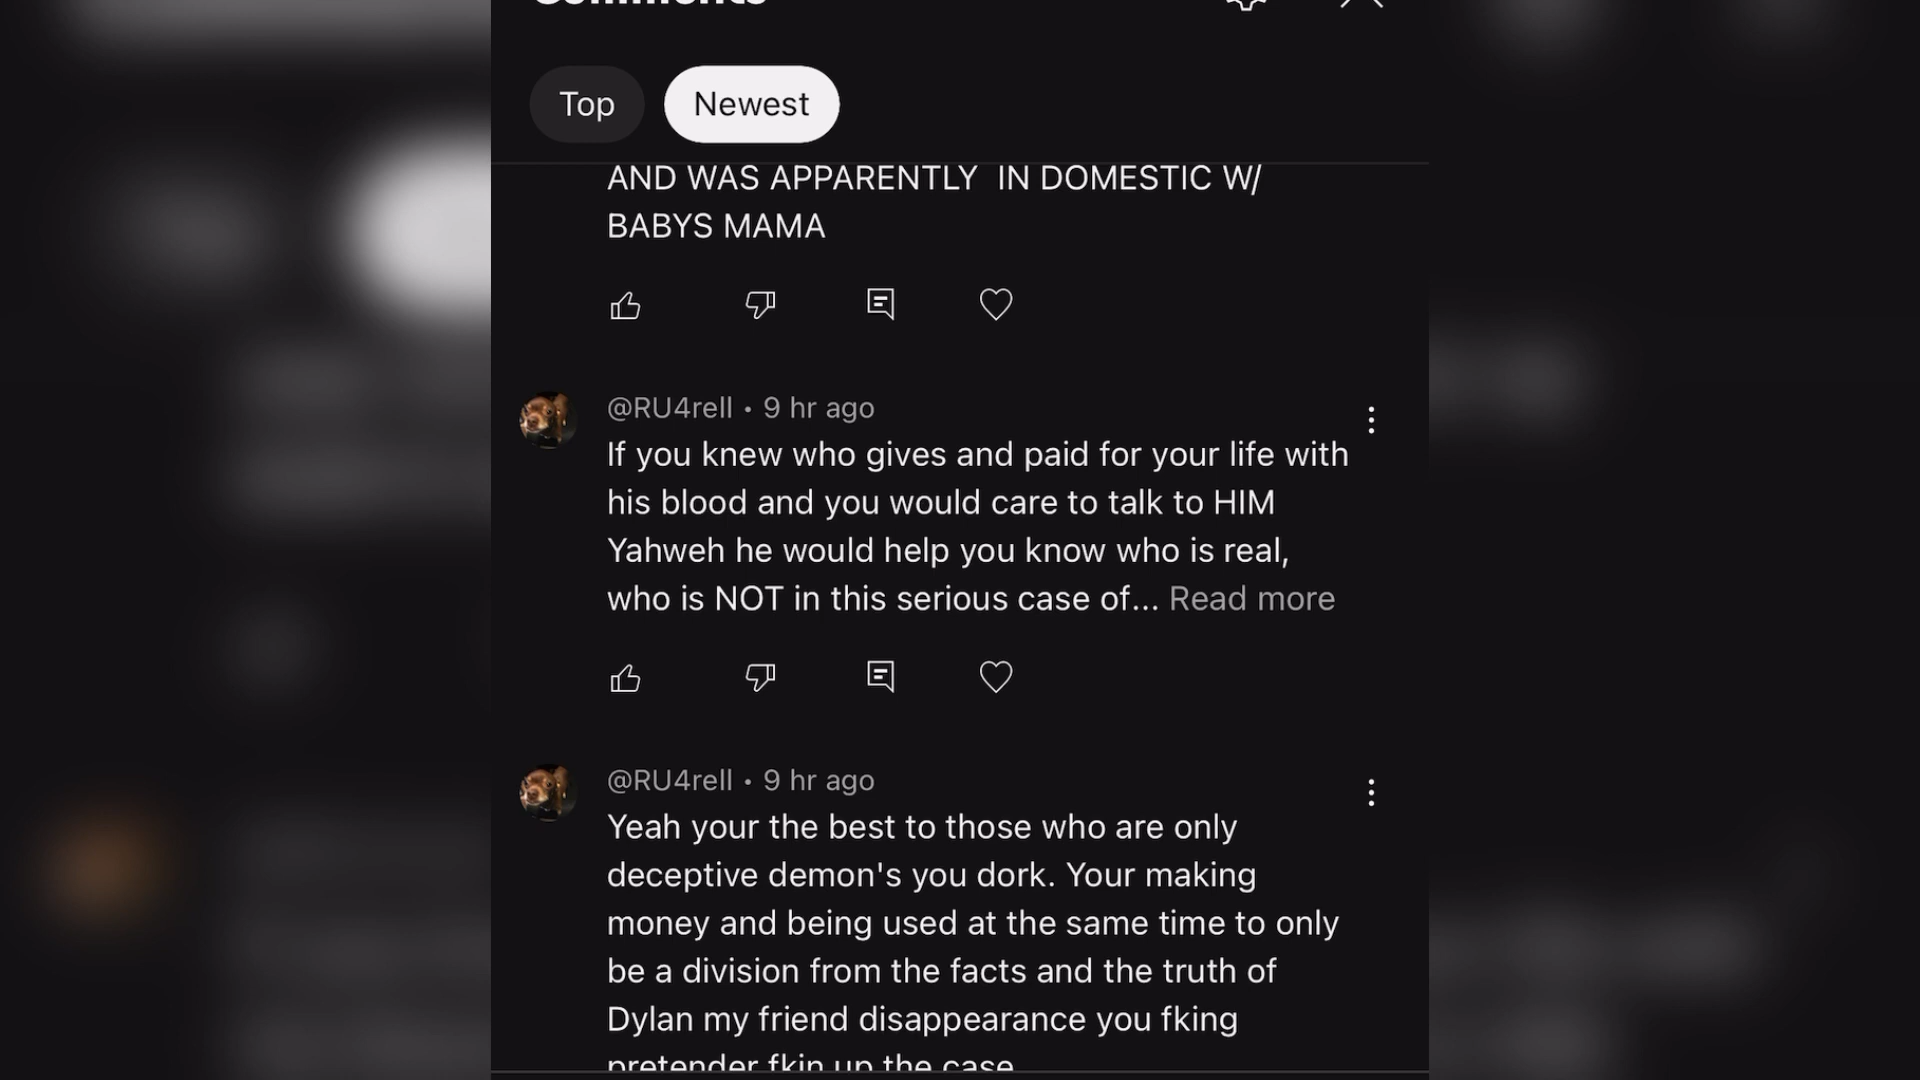 Comments
Top
Newest
AND WAS APPARENTLY IN DOMESTIC W/
BABYS MAMA
@RU4rell • 9 hr ago
If you knew who gives and paid for your life with
his blood and you would care to talk to HIM
Yahweh he would help you know who is real,
who is NOT in this serious case of... Read more
@RU4rell • 9 hr ago
Yeah your the best to those who are only
deceptive demon's you dork. Your making
money and being used at the same time to only
be a division from the facts and the truth of
Dylan my friend disappearance you fking
pretender fkin up the case